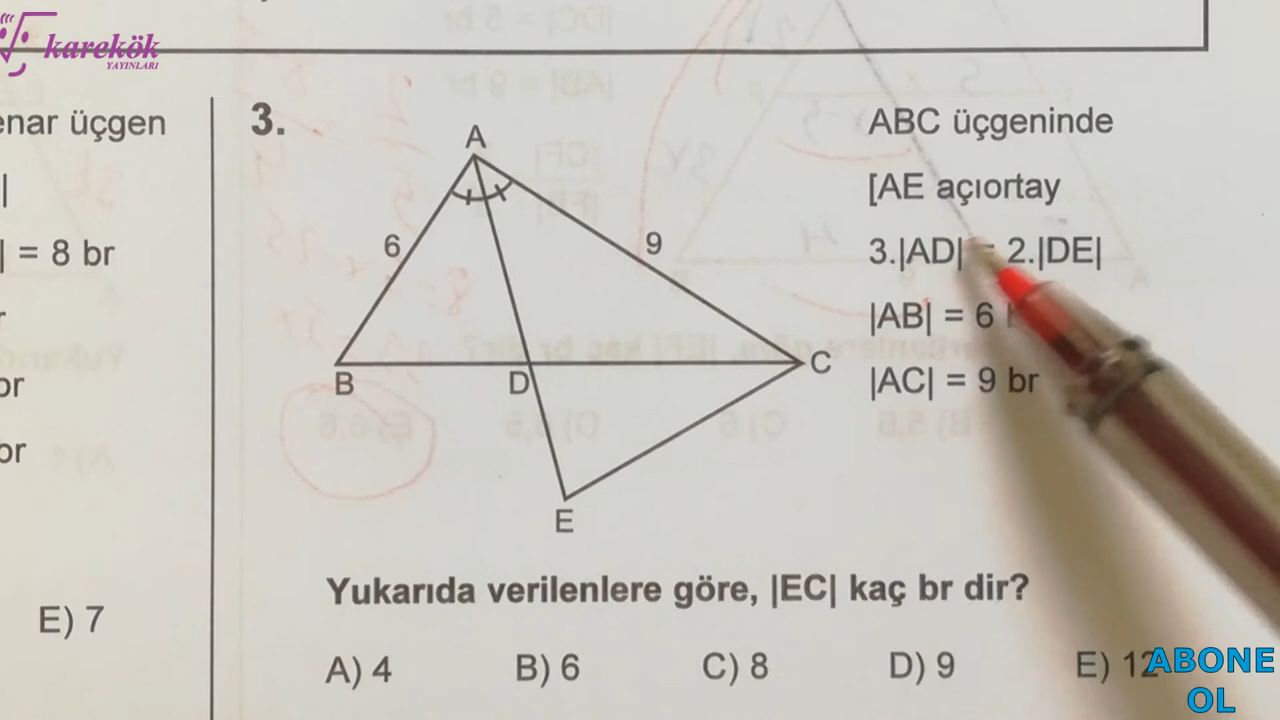 karekök
YAYINLARI
enar üçgen
|
| = 8 br
r
or
or
E) 7
3.
A
6
9
B
D
C
E
ABC üçgeninde
[AE açıortay
3.|AD| = 2.|DE|
|AB| = 6
|AC| = 9 br
Yukarıda verilenlere göre, |EC| kaç br dir?
A) 4 B) 6 C) 8 D) 9 E) 12
ABONE
OL